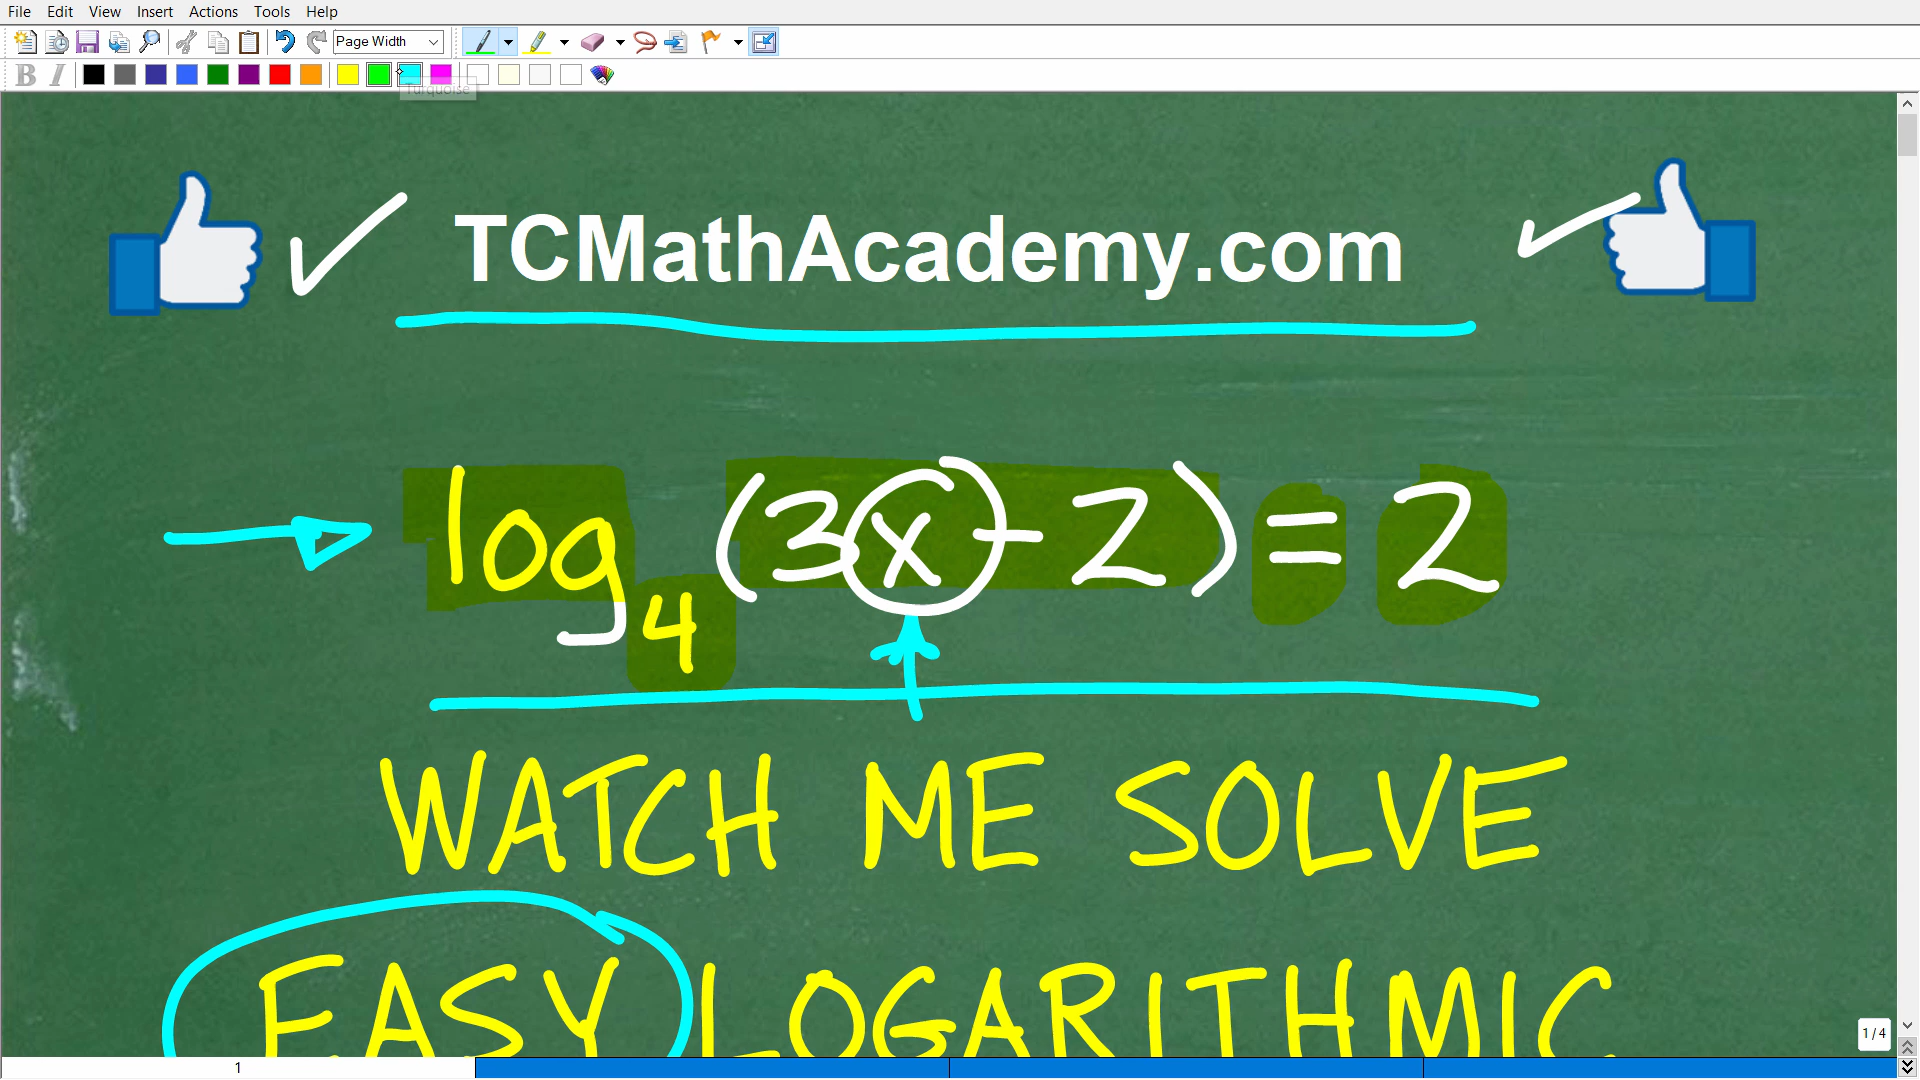 File Edit View Insert Actions Tools Help
Page Width
B I
Turquoise
TCMathAcademy.com
log₄ (3x - 2) = 2
WATCH ME SOLVE
EASY LOGARITHMIC
1 / 4
1